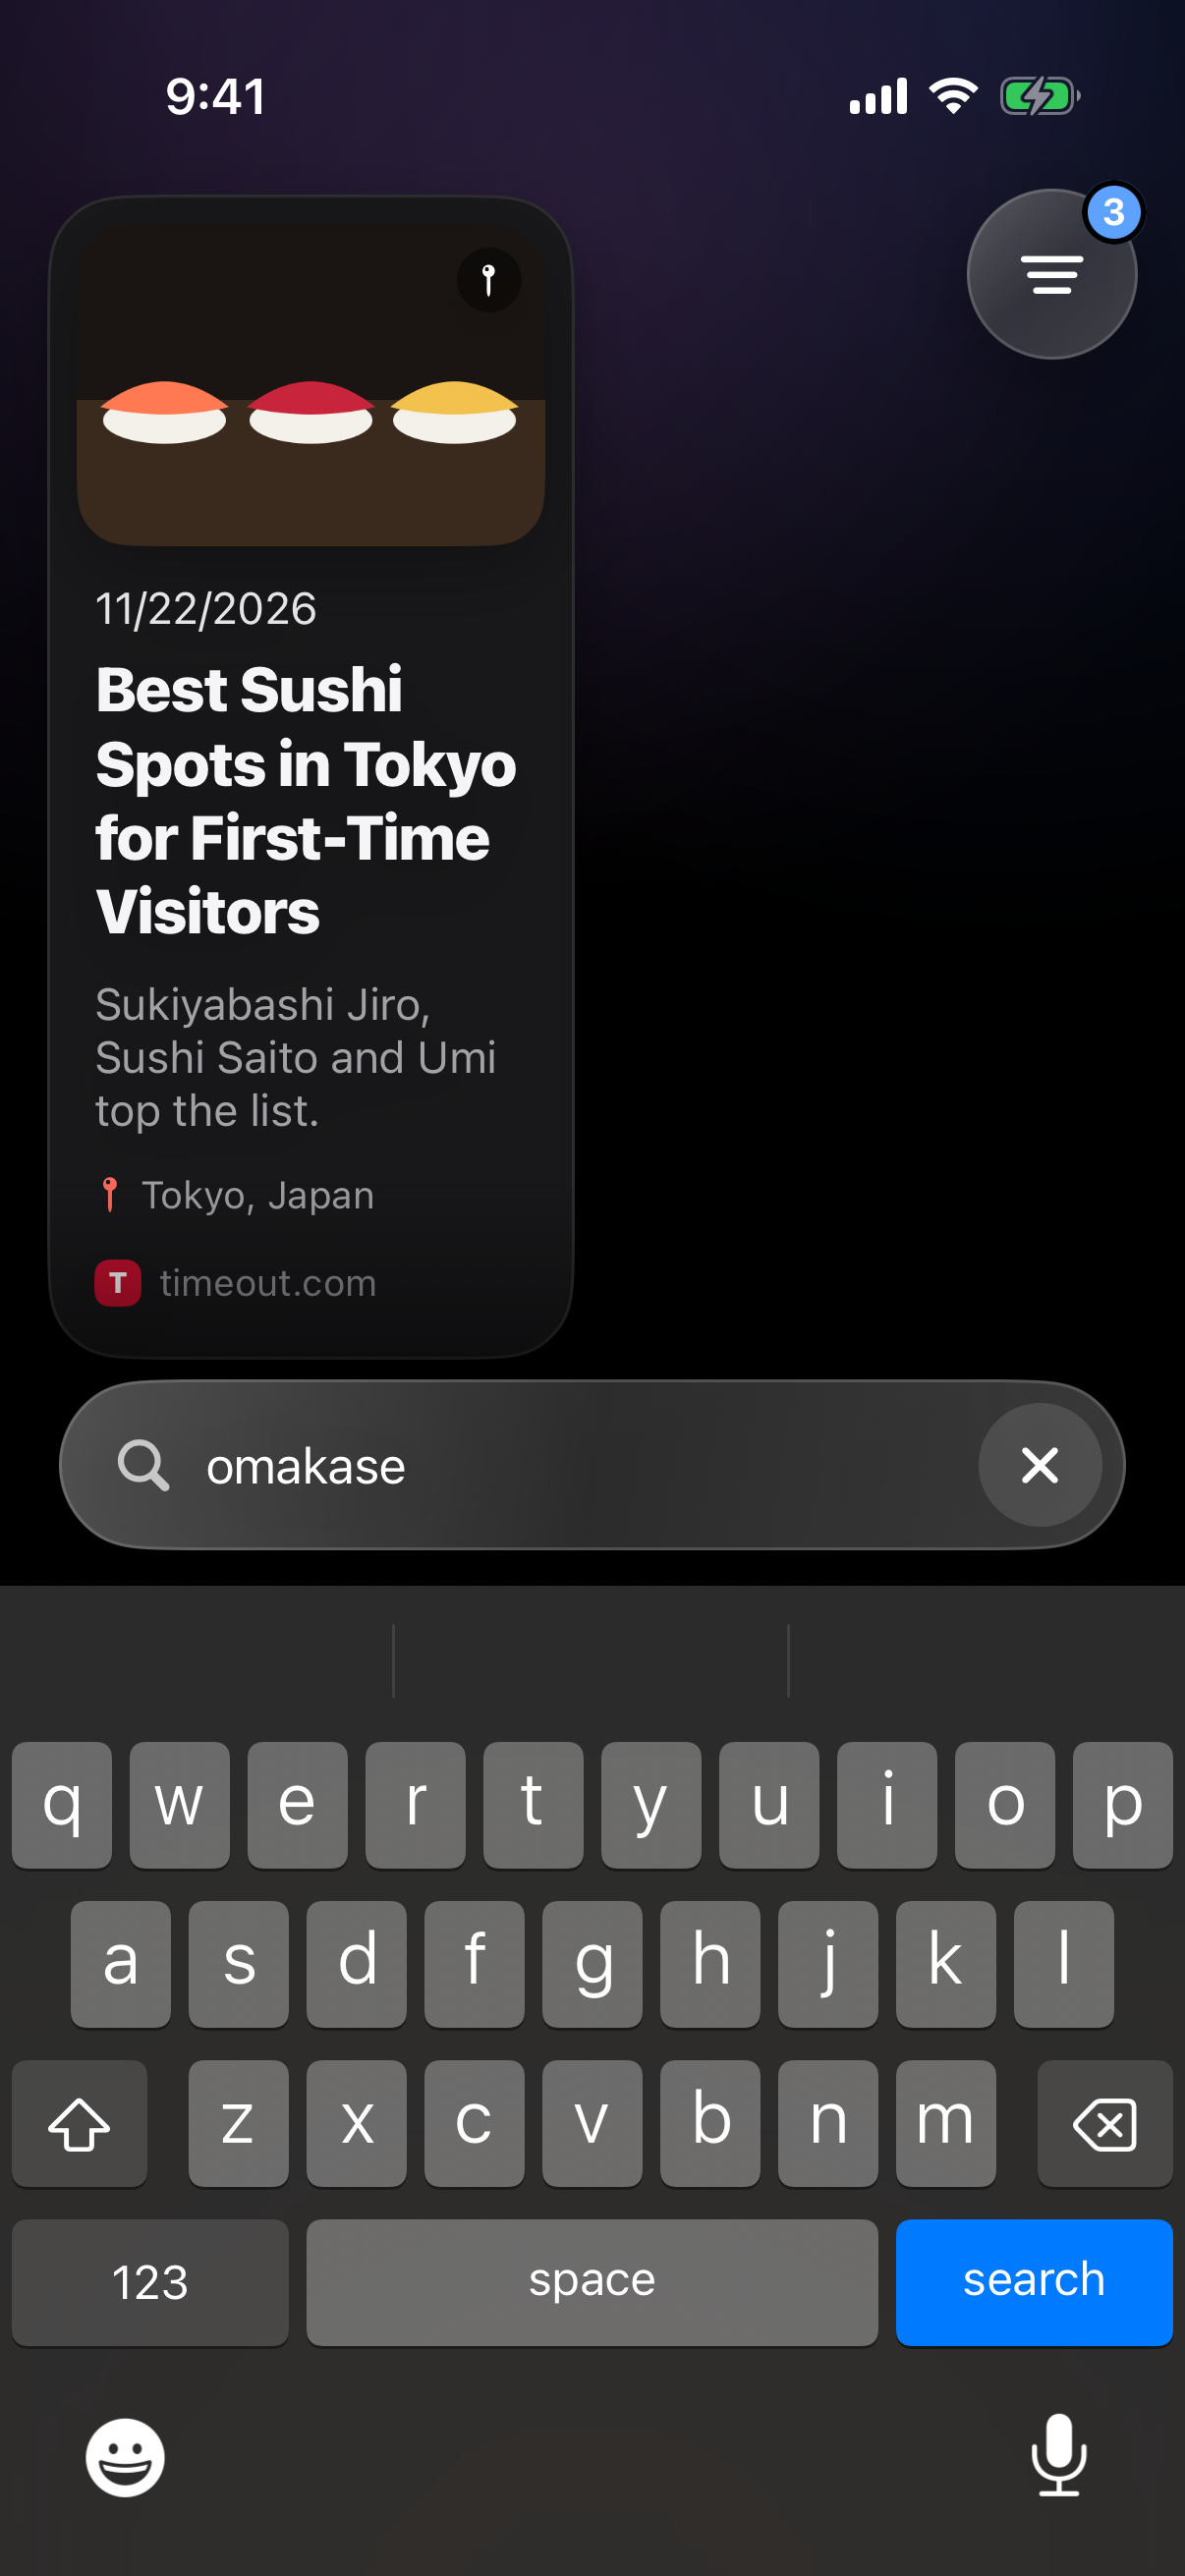 9:41
3
11/22/2026
Best Sushi
Spots in Tokyo
for First-Time
Visitors
Sukiyabashi Jiro,
Sushi Saito and Umi
top the list.
Tokyo, Japan
T timeout.com
omakase
q w e r t y u i o p
a s d f g h j k l
z x c v b n m
123 space search